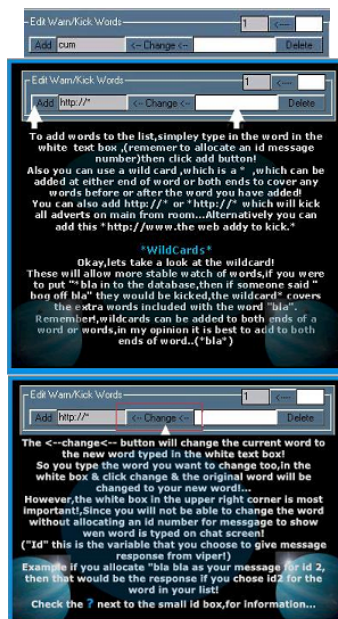 Edit Warn/Kick Words
1 <----
Add cum <-- Change <-- Delete
Edit Warn/Kick Words
1 <----
Add http://* <-- Change <-- Delete
To add words to the list,simpley type in the word in the
white text box ,(rememer to allocate an id message
number)then click add button!
Also you can use a wild card ,which is a * ,which can be
added at either end of word or both ends to cover any
words before or after the word you have added!
You can also add http://* or *http://* which will kick
all adverts on main from room...Alternatively you can
add this *http://www.the web addy to kick.*
*WildCards*
Okay,lets take a look at the wildcard!
These will allow more stable watch of words,if you were
to put "*bla in to the database,then if someone said "
bog off bla" they would be kicked,the wildcard* covers
the extra words included with the word "bla".
Remember!,wildcards can be added to both ends of a
word or words,in my opinion it is best to add to both
ends of word..(*bla*)
Edit Warn/Kick Words
1 <----
Add http://* <-- Change <-- Delete
The <--change<-- button will change the current word to
the new word typed in the white text box!
So you type the word you want to change too,in the
white box & click change & the original word will be
changed to your new word!...
However,the white box in the upper right corner is most
important!,Since you will not be able to change the word
without allocating an id number for messgage to show
wen word is typed on chat screen!
("Id" this is the variable that you choose to give message
response from viper!)
Example if you allocate "bla bla as your message for id 2,
then that would be the response if you chose id2 for the
word in your list!
Check the ? next to the small id box,for information...